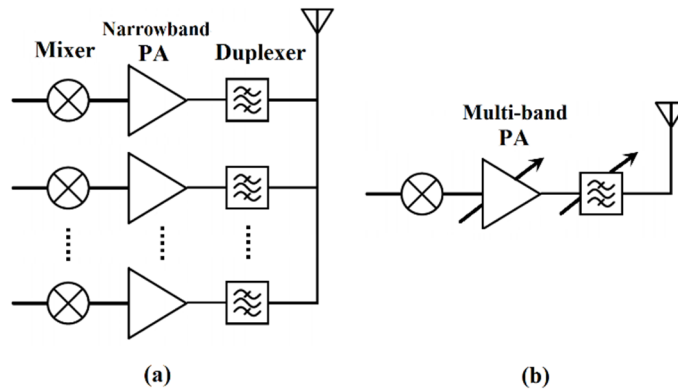 Narrowband
Mixer PA Duplexer
Multi-band
PA
(a)
(b)